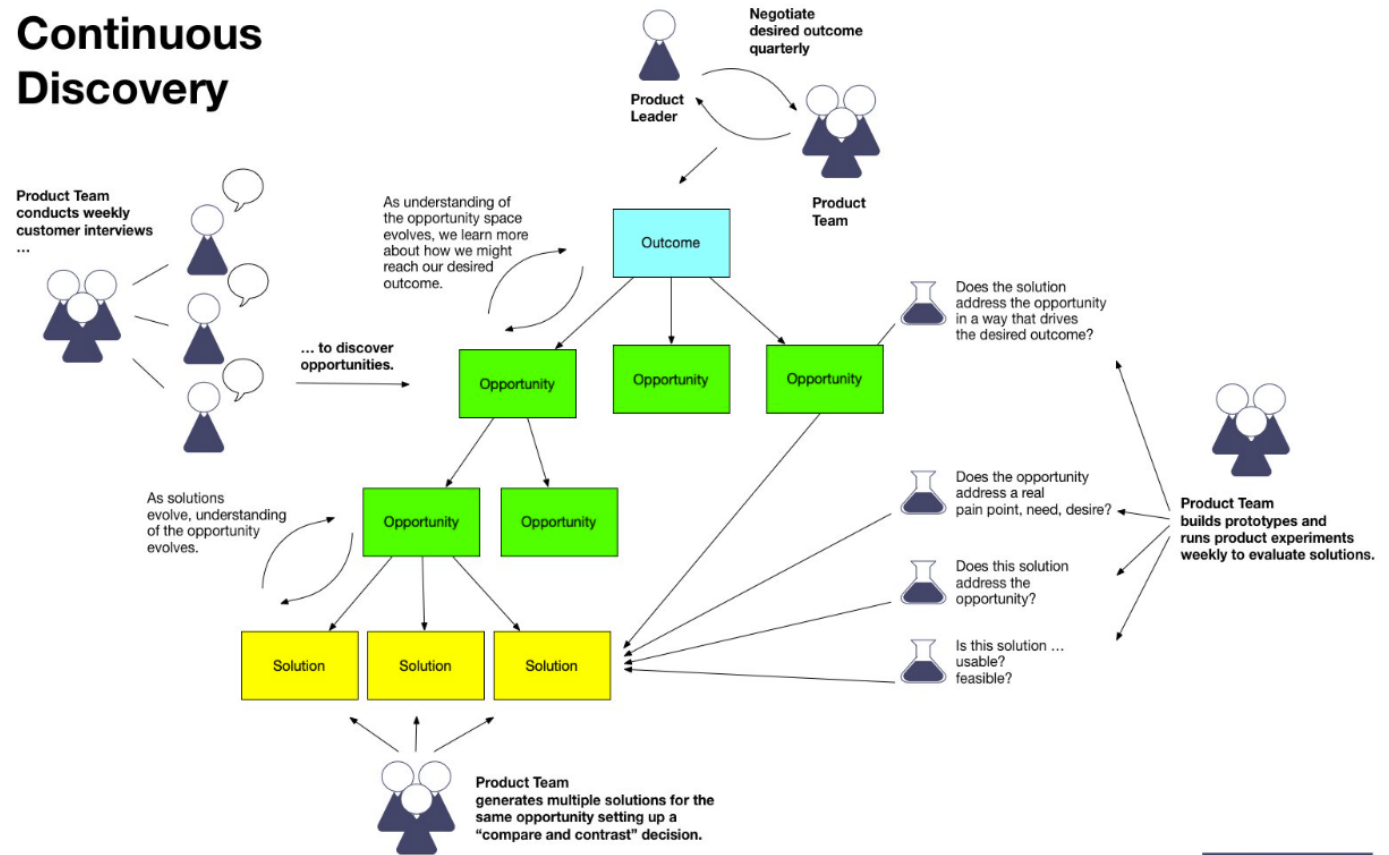 Continuous
Discovery
Negotiate
desired outcome
quarterly
Product
Leader
Product
Team
Product Team
conducts weekly
customer interviews
...
... to discover
opportunities.
As understanding of
the opportunity space
evolves, we learn more
about how we might
reach our desired
outcome.
Outcome
Opportunity
Opportunity
Opportunity
Does the solution
address the opportunity
in a way that drives
the desired outcome?
As solutions
evolve, understanding
of the opportunity
evolves.
Opportunity
Opportunity
Does the opportunity
address a real
pain point, need, desire?
Product Team
builds prototypes and
runs product experiments
weekly to evaluate solutions.
Does this solution
address the
opportunity?
Solution
Solution
Solution
Is this solution ...
usable?
feasible?
Product Team
generates multiple solutions for the
same opportunity setting up a
“compare and contrast” decision.